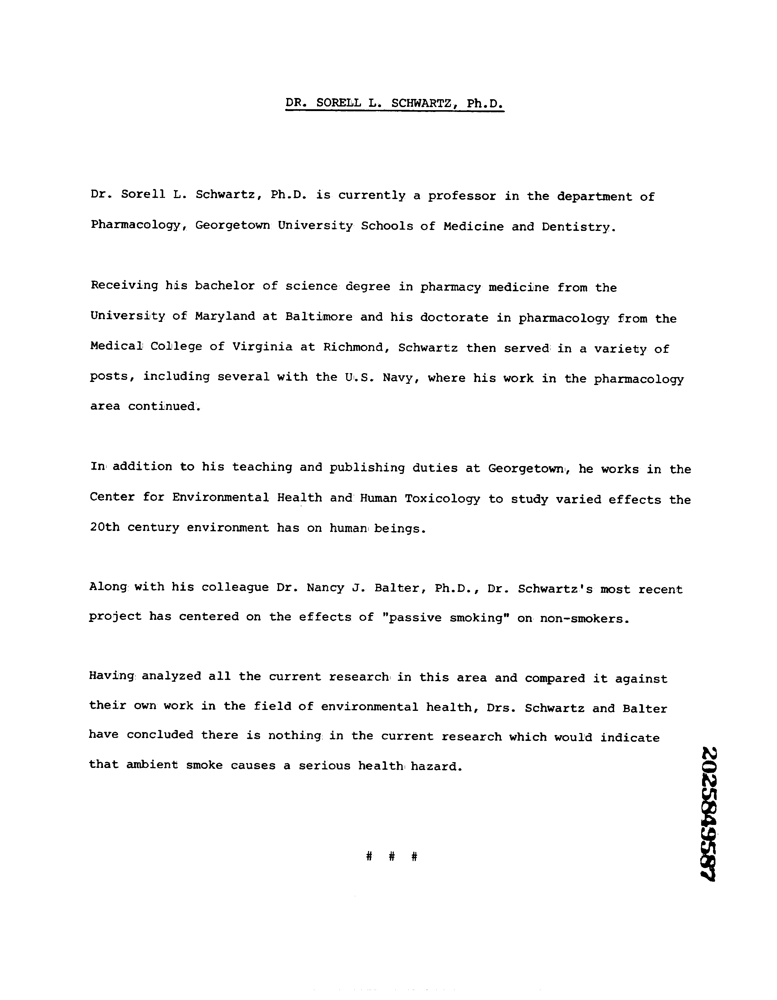 DR. SORELL L. SCHWARTZ, Ph.D.
Dr. Sorell L. Schwartz, Ph.D. is currently a professor in the department of
Pharmacology, Georgetown University Schools of Medicine and Dentistry.
Receiving his bachelor of science degree in pharmacy medicine from the
University of Maryland at Baltimore and his doctorate in pharmacology from the
Medical College of Virginia at Richmond, Schwartz then served in a variety of
posts, including several with the U.S. Navy, where his work in the pharmacology
area continued.
In addition to his teaching and publishing duties at Georgetown, he works in the
Center for Environmental Health and Human Toxicology to study varied effects the
20th century environment has on human beings.
Along with his colleague Dr. Nancy J. Balter, Ph.D., Dr. Schwartz's most recent
project has centered on the effects of "passive smoking" on non-smokers.
Having analyzed all the current research in this area and compared it against
their own work in the field of environmental health, Drs. Schwartz and Balter
have concluded there is nothing in the current research which would indicate
that ambient smoke causes a serious health hazard.
# # #
2025849587